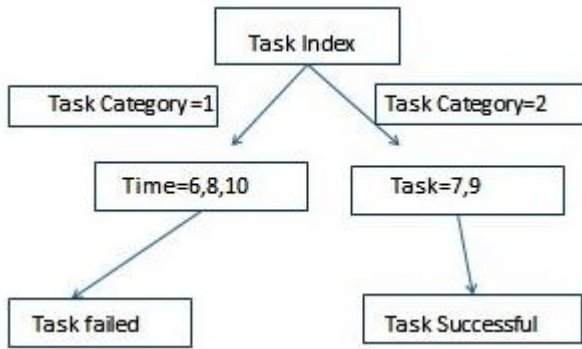 Task Index
Task Category =1
Task Category=2
Time=6,8,10
Task=7,9
Task failed
Task Successful